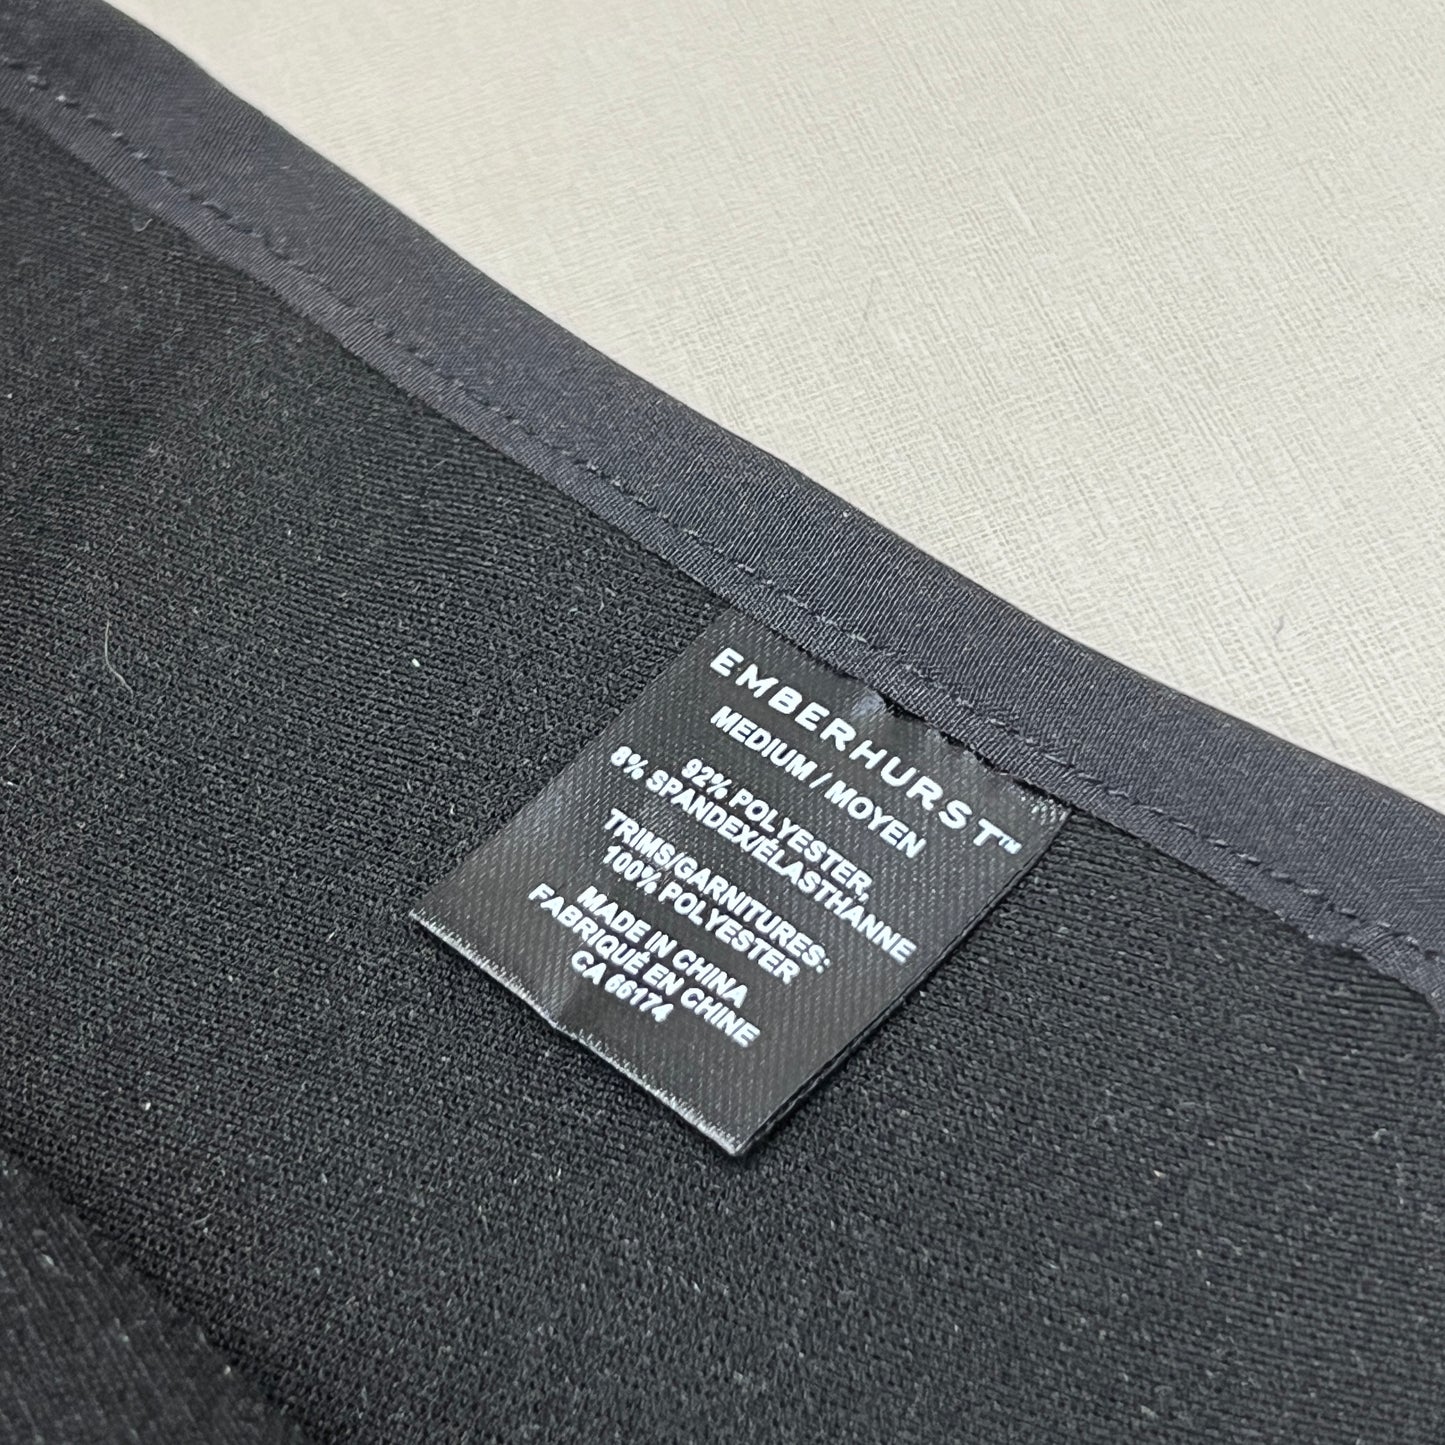 EMBERHURST™
MEDIUM / MOYEN
92% POLYESTER,
8% SPANDEX/ÉLASTHANNE
TRIMS/GARNITURES:
100% POLYESTER
MADE IN CHINA
FABRIQUÉ EN CHINE
CA 66174